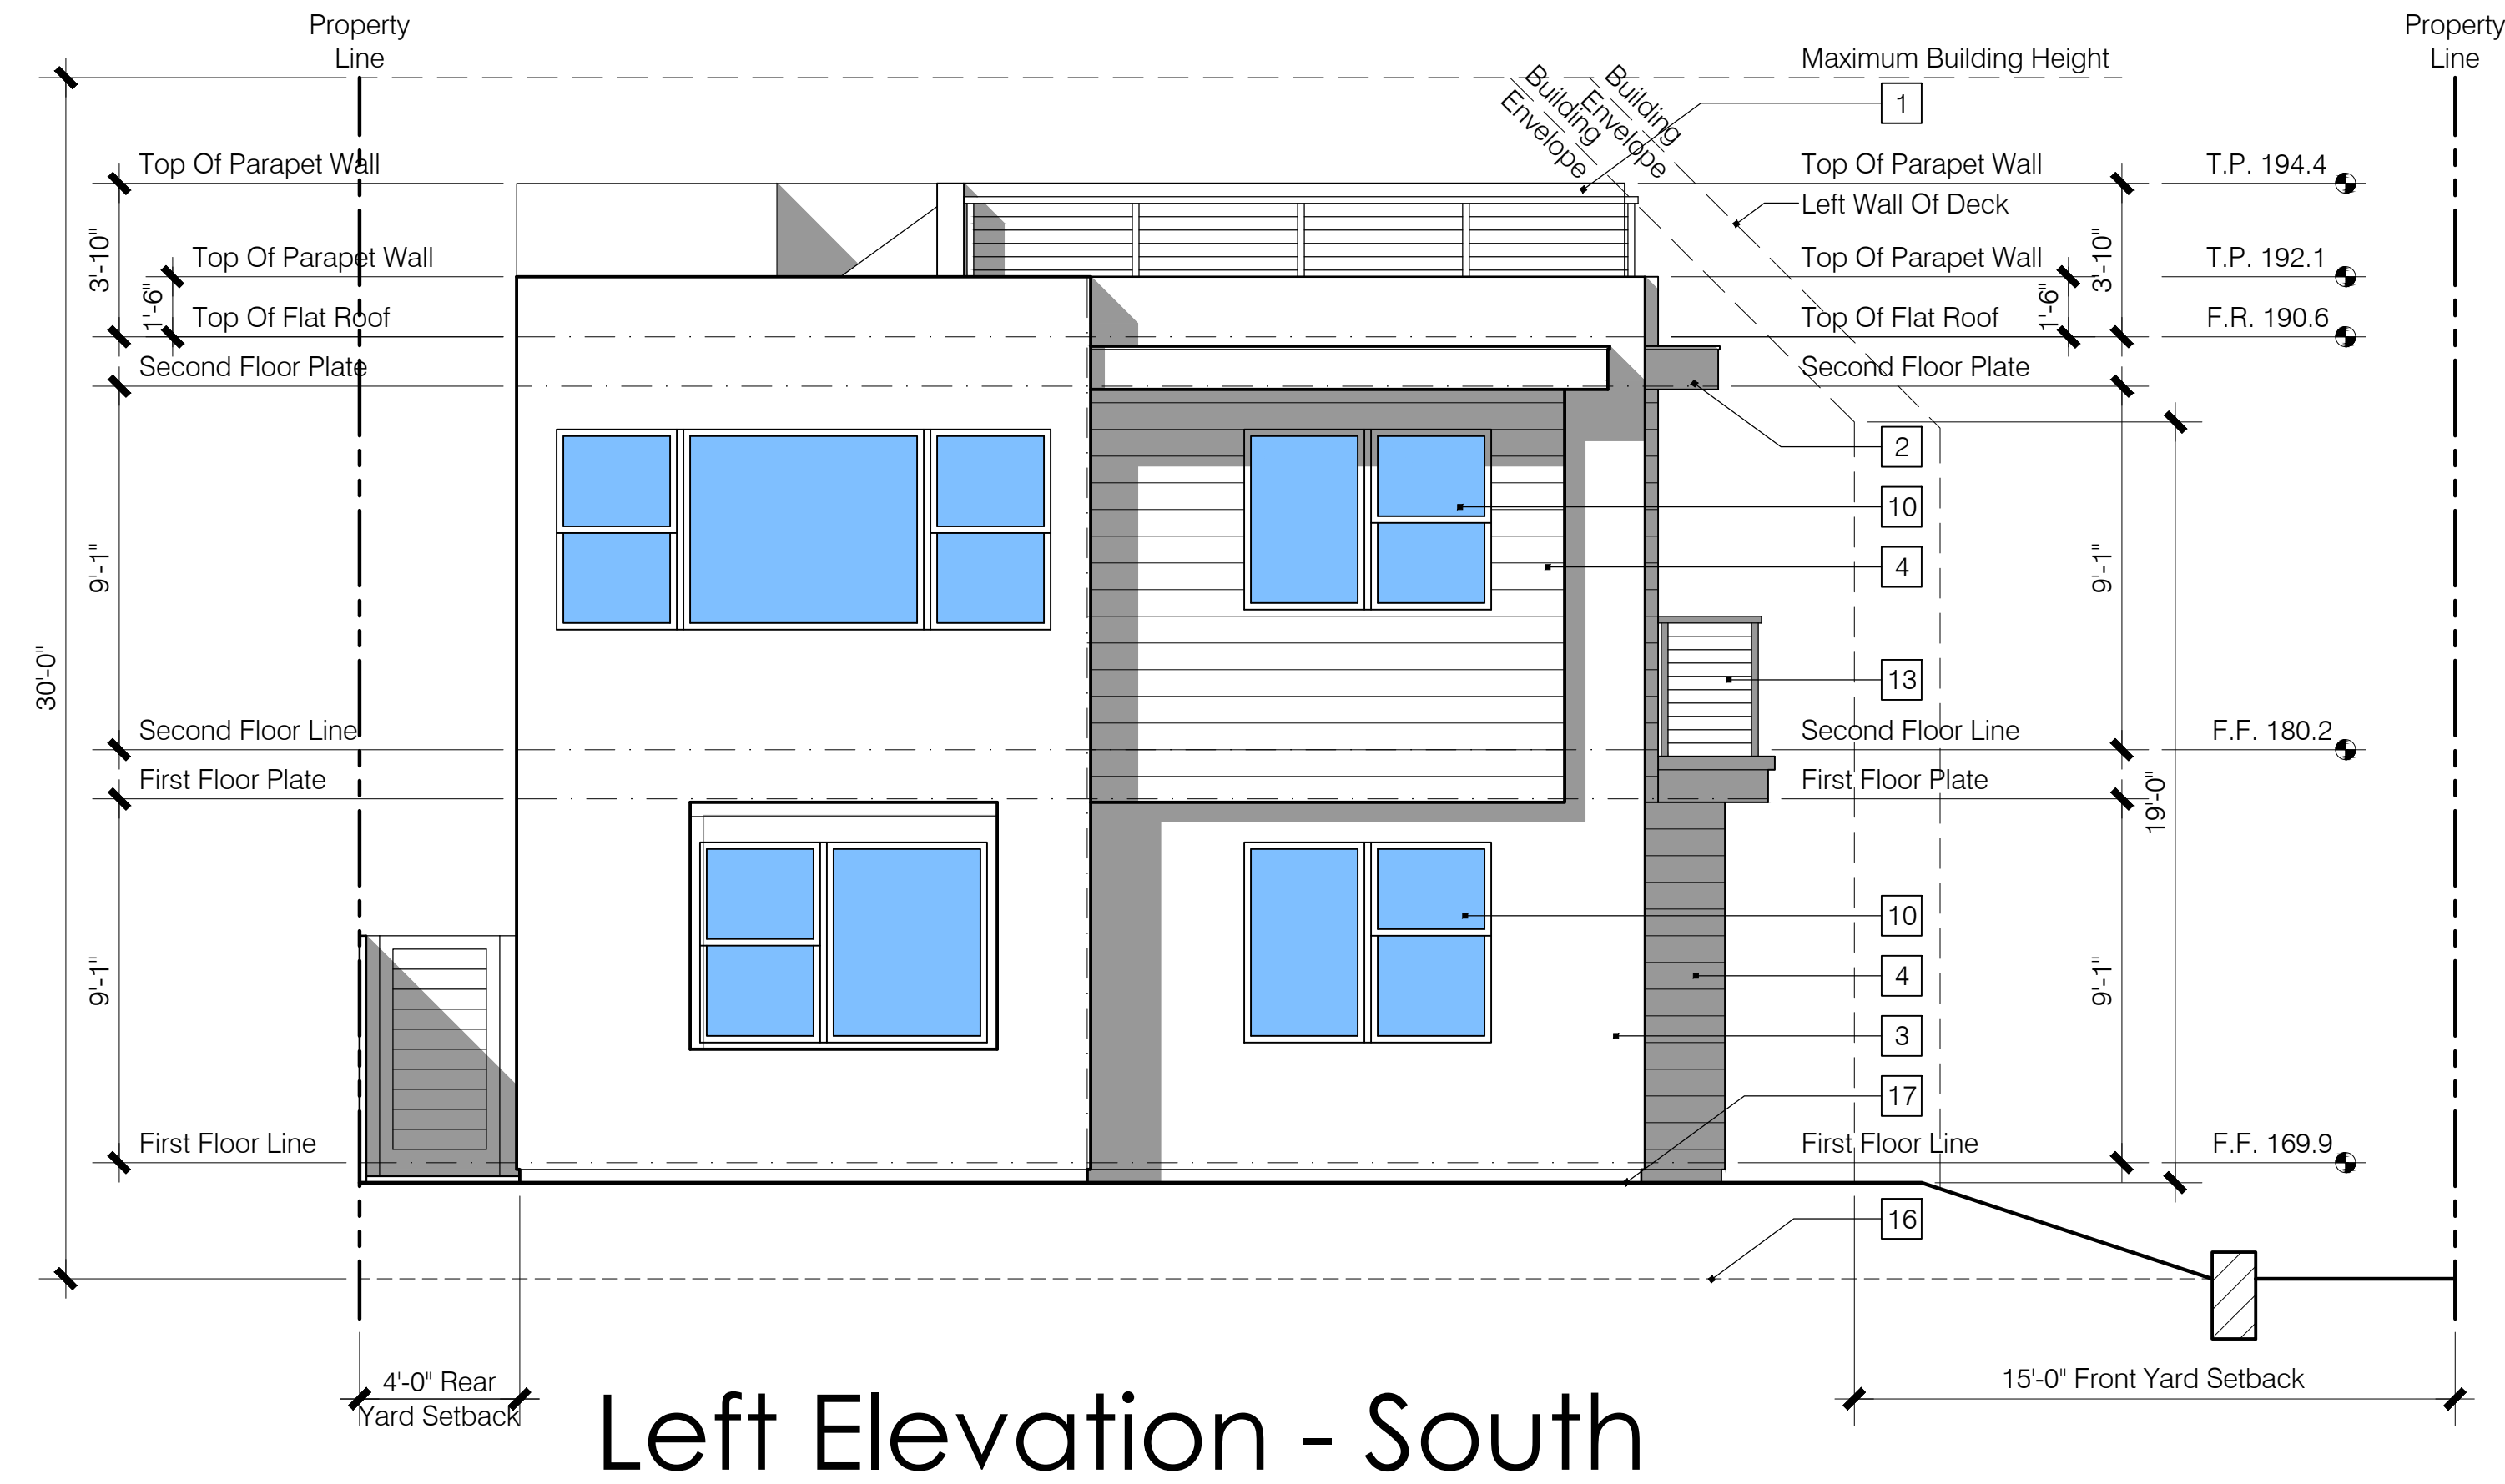 Property
Line
Property
Line
Maximum Building Height
Building
Envelope
Building
Envelope
1
Top Of Parapet Wall
Top Of Parapet Wall
T.P. 194.4
Left Wall Of Deck
3'-10"
Top Of Parapet Wall
Top Of Parapet Wall
3'-10"
T.P. 192.1
1'-6"
Top Of Flat Roof
Top Of Flat Roof
1'-6"
F.R. 190.6
Second Floor Plate
Second Floor Plate
2
10
9'-1"
4
9'-1"
30'-0"
13
Second Floor Line
Second Floor Line
F.F. 180.2
First Floor Plate
First Floor Plate
19'-0"
10
9'-1"
4
9'-1"
3
17
First Floor Line
First Floor Line
F.F. 169.9
16
4'-0" Rear
Yard Setback
15'-0" Front Yard Setback
Left Elevation - South